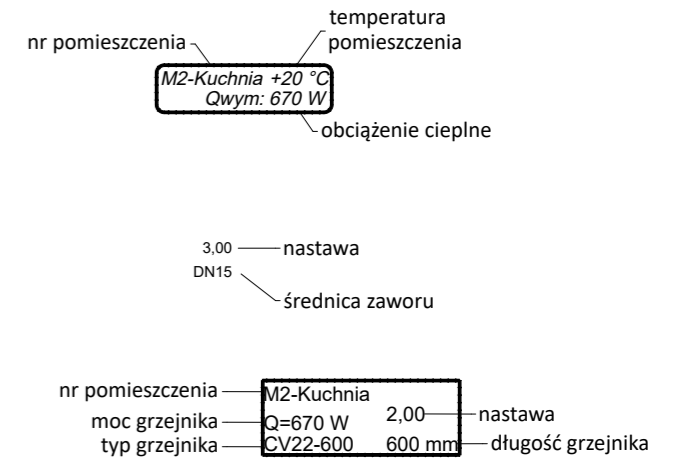 temperatura
nr pomieszczenia pomieszczenia
M2-Kuchnia +20 °C
Qwym: 670 W
obciążenie cieplne
3,00 nastawa
DN15
średnica zaworu
nr pomieszczenia M2-Kuchnia
moc grzejnika Q=670 W 2,00 nastawa
typ grzejnika CV22-600 600 mm długość grzejnika